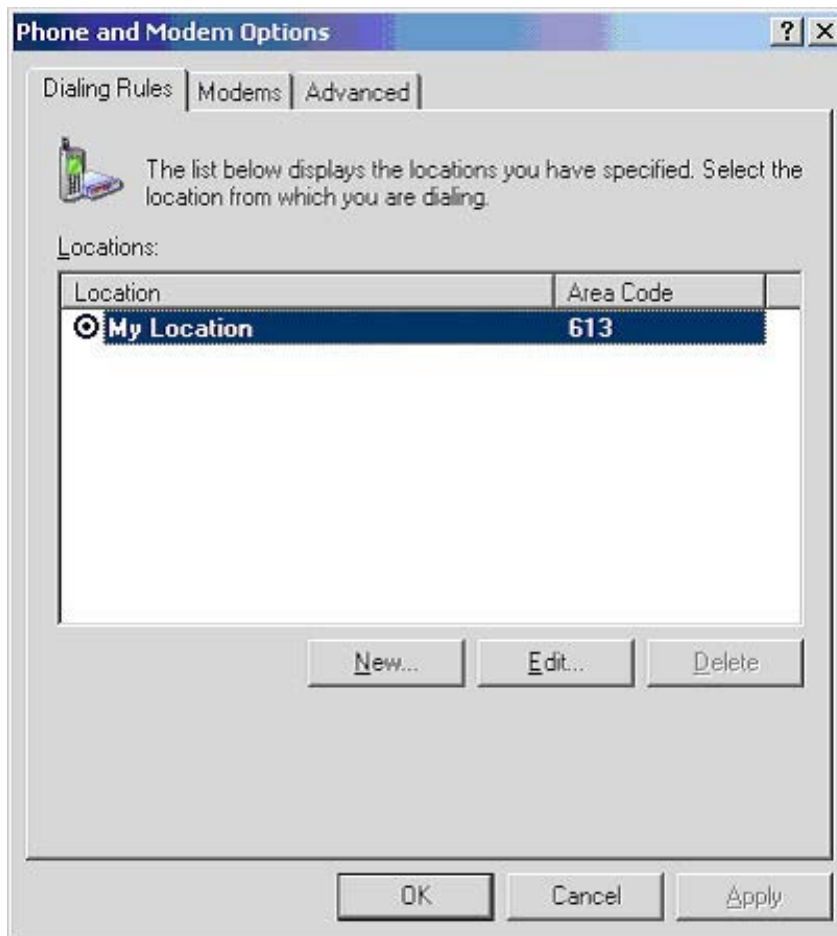 Phone and Modem Options
Dialing Rules Modems Advanced
The list below displays the locations you have specified. Select the
location from which you are dialing.
Locations:
Location Area Code
My Location 613
New... Edit... Delete
OK Cancel Apply